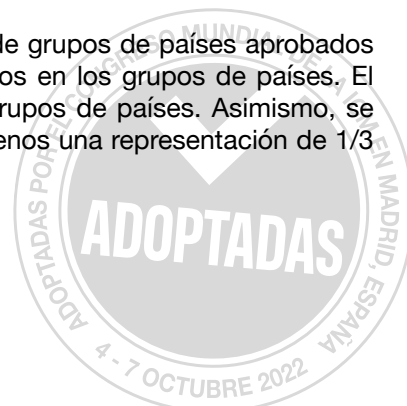 de grupos de países aprobados
os en los grupos de países. El
rupos de países. Asimismo, se
enos una representación de 1/3
ADOPTADAS POR EL CONGRESO MUNDIAL DE LA UIM EN MADRID, ESPAÑA
ADOPTADAS
4 - 7 OCTUBRE 2022